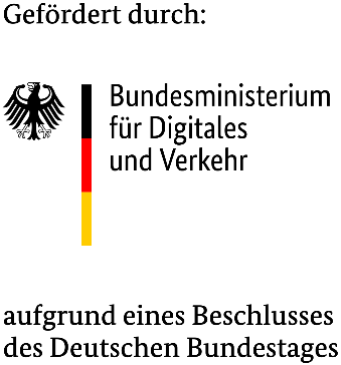 Gefördert durch:
Bundesministerium
für Digitales
und Verkehr
aufgrund eines Beschlusses
des Deutschen Bundestages